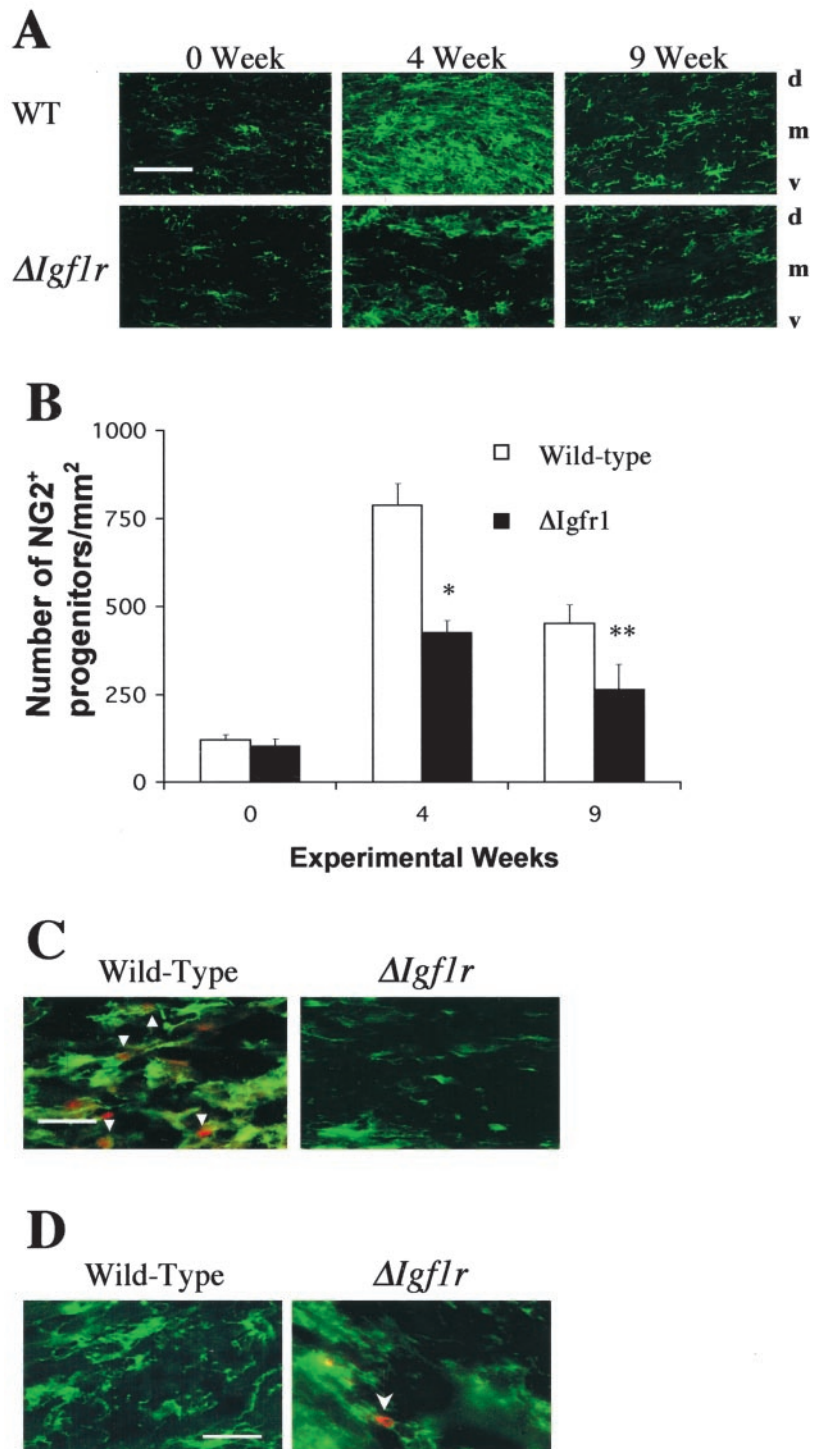 A
0 Week 4 Week 9 Week
WT
d
m
v
ΔIgf1r
d
m
v
B
Number of NG2⁺ progenitors/mm²
1000
750
500
250
0
Wild-type
ΔIgfr1
*
**
0 4 9
Experimental Weeks
C
Wild-Type ΔIgf1r
D
Wild-Type ΔIgf1r